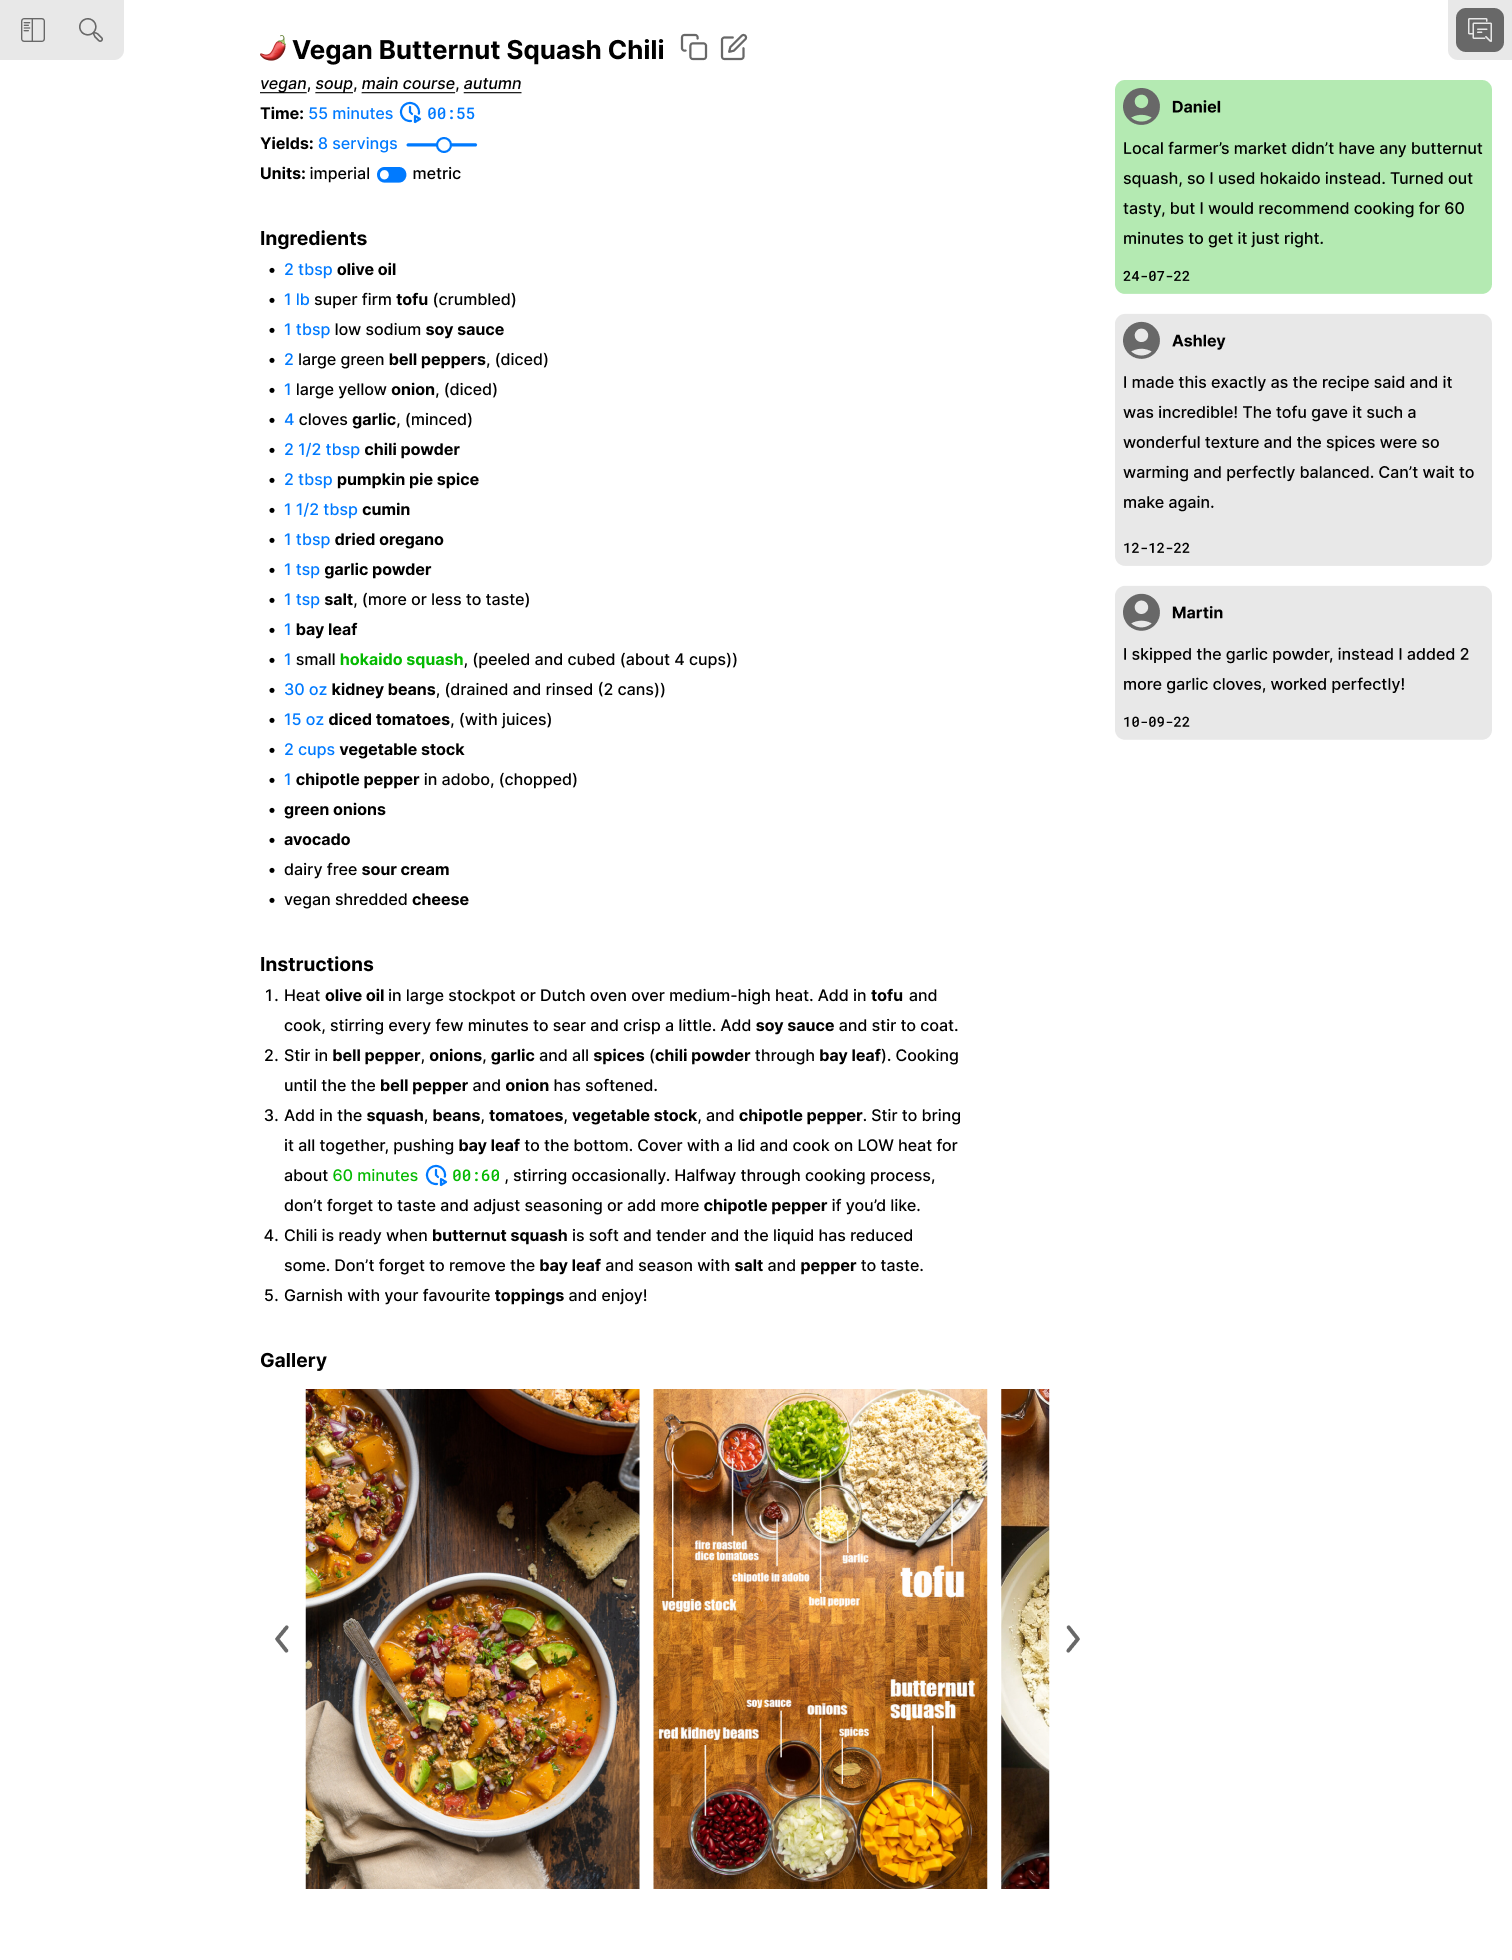 Vegan Butternut Squash Chili
vegan, soup, main course, autumn
Time: 55 minutes 00:55
Yields: 8 servings
Units: imperial metric
Ingredients
• 2 tbsp olive oil
• 1 lb super firm tofu (crumbled)
• 1 tbsp low sodium soy sauce
• 2 large green bell peppers, (diced)
• 1 large yellow onion, (diced)
• 4 cloves garlic, (minced)
• 2 1/2 tbsp chili powder
• 2 tbsp pumpkin pie spice
• 1 1/2 tbsp cumin
• 1 tbsp dried oregano
• 1 tsp garlic powder
• 1 tsp salt, (more or less to taste)
• 1 bay leaf
• 1 small hokaido squash, (peeled and cubed (about 4 cups))
• 30 oz kidney beans, (drained and rinsed (2 cans))
• 15 oz diced tomatoes, (with juices)
• 2 cups vegetable stock
• 1 chipotle pepper in adobo, (chopped)
• green onions
• avocado
• dairy free sour cream
• vegan shredded cheese
Instructions
1. Heat olive oil in large stockpot or Dutch oven over medium-high heat. Add in tofu and
cook, stirring every few minutes to sear and crisp a little. Add soy sauce and stir to coat.
2. Stir in bell pepper, onions, garlic and all spices (chili powder through bay leaf). Cooking
until the the bell pepper and onion has softened.
3. Add in the squash, beans, tomatoes, vegetable stock, and chipotle pepper. Stir to bring
it all together, pushing bay leaf to the bottom. Cover with a lid and cook on LOW heat for
about 60 minutes 00:60 , stirring occasionally. Halfway through cooking process,
don't forget to taste and adjust seasoning or add more chipotle pepper if you'd like.
4. Chili is ready when butternut squash is soft and tender and the liquid has reduced
some. Don't forget to remove the bay leaf and season with salt and pepper to taste.
5. Garnish with your favourite toppings and enjoy!
Gallery
fire roasted
dice tomatoes
garlic
chipotle in adobo
tofu
veggie stock
bell pepper
butternut
squash
soy sauce
onions
red kidney beans
spices
Daniel
Local farmer's market didn't have any butternut
squash, so I used hokaido instead. Turned out
tasty, but I would recommend cooking for 60
minutes to get it just right.
24-07-22
Ashley
I made this exactly as the recipe said and it
was incredible! The tofu gave it such a
wonderful texture and the spices were so
warming and perfectly balanced. Can't wait to
make again.
12-12-22
Martin
I skipped the garlic powder, instead I added 2
more garlic cloves, worked perfectly!
10-09-22